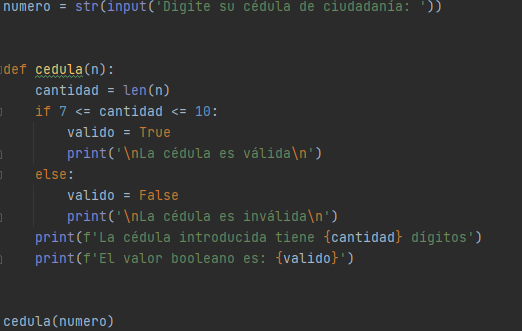 numero = str(input('Digite su cédula de ciudadanía: '))
def cedula(n):
    cantidad = len(n)
    if 7 <= cantidad <= 10:
        valido = True
        print('\nLa cédula es válida\n')
    else:
        valido = False
        print('\nLa cédula es inválida\n')
    print(f'La cédula introducida tiene {cantidad} dígitos')
    print(f'El valor booleano es: {valido}')
cedula(numero)